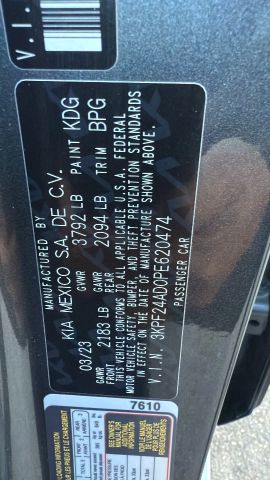 V.I.
MANUFACTURED BY
KIA MEXICO S.A. DE C.V.
03/23 GVWR 3792 LB PAINT KDG
GAWR FRONT 2183 LB GAWR REAR 2094 LB TRIM BPG
THIS VEHICLE CONFORMS TO ALL APPLICABLE U.S.A. FEDERAL
MOTOR VEHICLE SAFETY, BUMPER, AND THEFT PREVENTION STANDARDS
IN EFFECT ON THE DATE OF MANUFACTURE SHOWN ABOVE.
V.I.N. 3KPF24AD0PE620474
PASSENGER CAR
7610